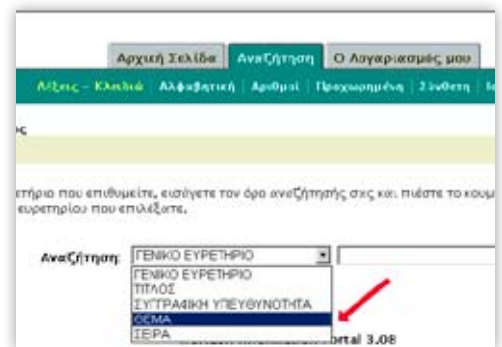 Αρχική Σελίδα Αναζήτηση Ο Λογαριασμός μου
Λέξεις - Κλειδιά Αλφαβητική Αριθμοί Προχωρημένη Σύνθετη
ος
ετήριο που επιθυμείτε, εισάγετε τον όρο αναζήτησής σας και πιέστε το κουμ
ευρετηρίου που επιλέξατε.
Αναζήτηση: ΓΕΝΙΚΟ ΕΥΡΕΤΗΡΙΟ
ΓΕΝΙΚΟ ΕΥΡΕΤΗΡΙΟ
ΤΙΤΛΟΣ
ΣΥΓΓΡΑΦΙΚΗ ΥΠΕΥΘΥΝΟΤΗΤΑ
ΘΕΜΑ
ΣΕΙΡΑ
Portal 3.08